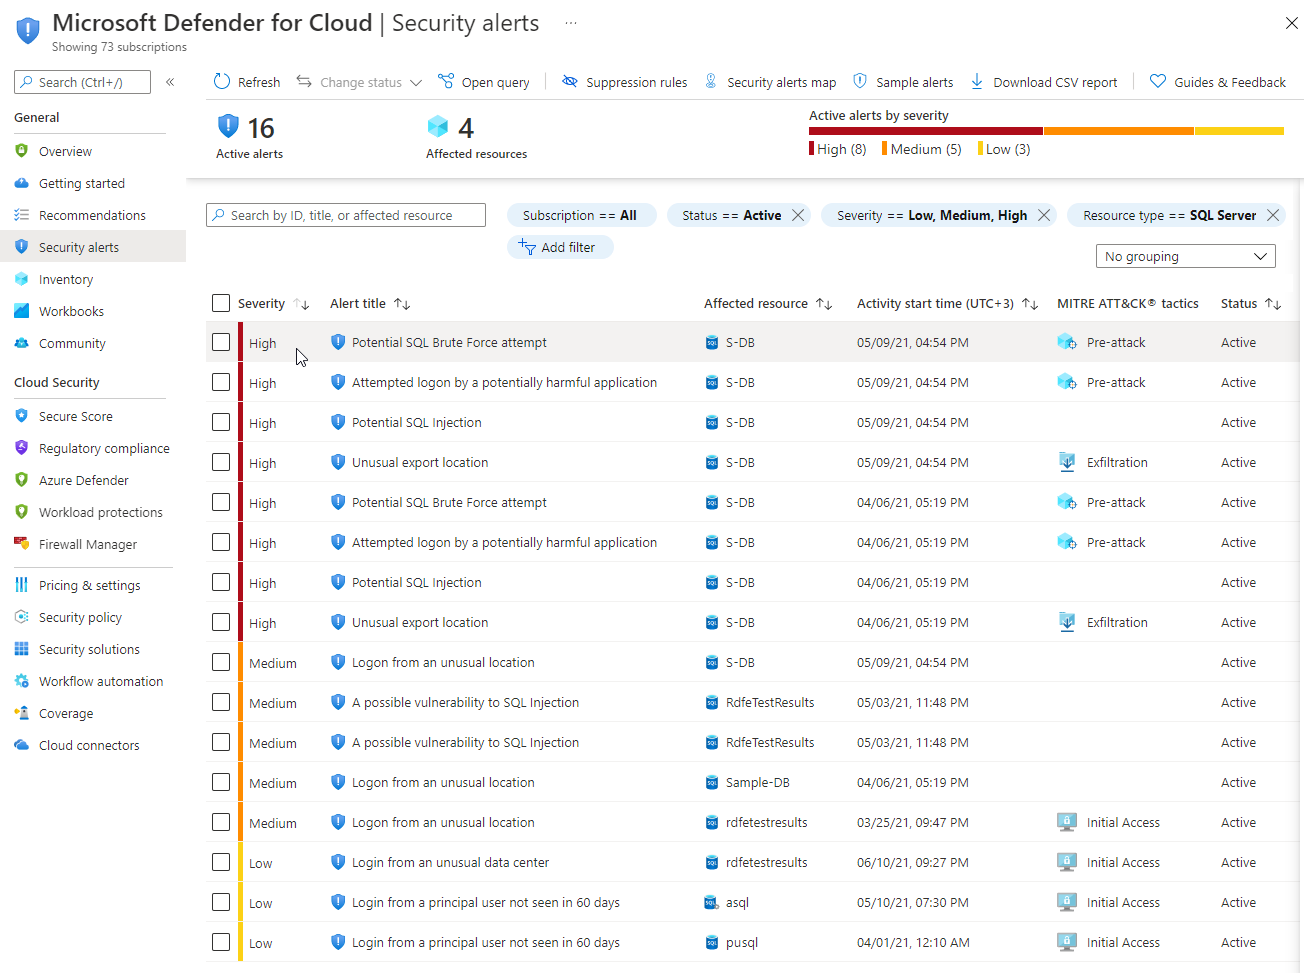 Microsoft Defender for Cloud | Security alerts ...
Showing 73 subscriptions
Search (Ctrl+/) «
General
Overview
Getting started
Recommendations
Security alerts
Inventory
Workbooks
Community
Cloud Security
Secure Score
Regulatory compliance
Azure Defender
Workload protections
Firewall Manager
Pricing & settings
Security policy
Security solutions
Workflow automation
Coverage
Cloud connectors
Refresh Change status Open query Suppression rules Security alerts map Sample alerts Download CSV report Guides & Feedback
16 Active alerts
4 Affected resources
Active alerts by severity
High (8) Medium (5) Low (3)
Search by ID, title, or affected resource Subscription == All Status == Active Severity == Low, Medium, High Resource type == SQL Server
Add filter
No grouping
Severity Alert title Affected resource Activity start time (UTC+3) MITRE ATT&CK® tactics Status
High Potential SQL Brute Force attempt S-DB 05/09/21, 04:54 PM Pre-attack Active
High Attempted logon by a potentially harmful application S-DB 05/09/21, 04:54 PM Pre-attack Active
High Potential SQL Injection S-DB 05/09/21, 04:54 PM Active
High Unusual export location S-DB 05/09/21, 04:54 PM Exfiltration Active
High Potential SQL Brute Force attempt S-DB 04/06/21, 05:19 PM Pre-attack Active
High Attempted logon by a potentially harmful application S-DB 04/06/21, 05:19 PM Pre-attack Active
High Potential SQL Injection S-DB 04/06/21, 05:19 PM Active
High Unusual export location S-DB 04/06/21, 05:19 PM Exfiltration Active
Medium Logon from an unusual location S-DB 05/09/21, 04:54 PM Active
Medium A possible vulnerability to SQL Injection RdfeTestResults 05/03/21, 11:48 PM Active
Medium A possible vulnerability to SQL Injection RdfeTestResults 05/03/21, 11:48 PM Active
Medium Logon from an unusual location Sample-DB 04/06/21, 05:19 PM Active
Medium Logon from an unusual location rdfetestresults 03/25/21, 09:47 PM Initial Access Active
Low Login from an unusual data center rdfetestresults 06/10/21, 09:27 PM Initial Access Active
Low Login from a principal user not seen in 60 days asql 05/10/21, 07:30 PM Initial Access Active
Low Login from a principal user not seen in 60 days pusql 04/01/21, 12:10 AM Initial Access Active